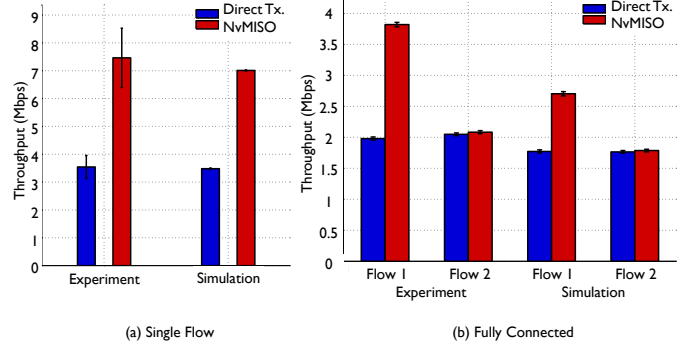 Direct Tx.
NvMISO
9
8
7
6
5
4
3
2
1
0
Throughput (Mbps)
Experiment
Simulation
(a) Single Flow
Direct Tx.
NvMISO
4
3.5
3
2.5
2
1.5
1
0.5
0
Throughput (Mbps)
Flow 1
Flow 2
Flow 1
Flow 2
Experiment
Simulation
(b) Fully Connected